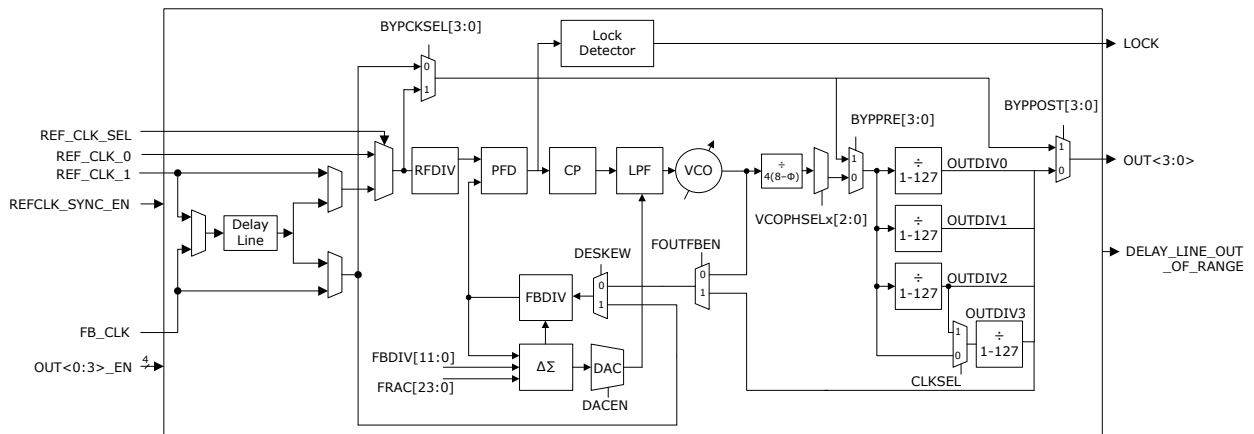 BYPCKSEL[3:0]
0
1
Lock
Detector
LOCK
BYPPOST[3:0]
1
0
BYPPRE[3:0]
1
0
REF_CLK_SEL
REF_CLK_0
REF_CLK_1
REFCLK_SYNC_EN
RFDIV
PFD
CP
LPF
VCO
÷
4(8-Φ)
VCOPHSELx[2:0]
÷
1-127
OUTDIV0
OUT<3:0>
Delay
Line
÷
1-127
OUTDIV1
DELAY_LINE_OUT
_OF_RANGE
FOUTFBEN
0
1
DESKEW
0
1
FBDIV
÷
1-127
OUTDIV2
OUTDIV3
1
0
÷
1-127
CLKSEL
FB_CLK
OUT<0:3>_EN
4
FBDIV[11:0]
FRAC[23:0]
ΔΣ
DAC
DACEN